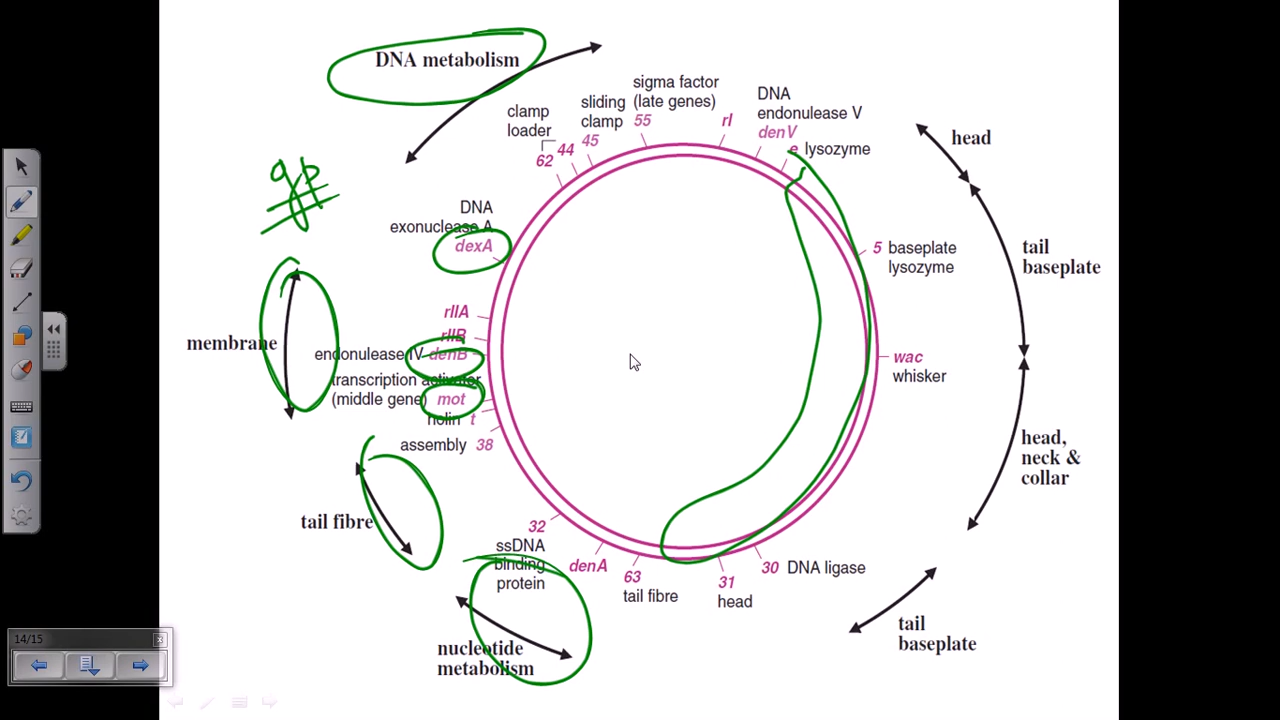 DNA metabolism
sigma factor
(late genes)
55
sliding
clamp
45
clamp
loader
44
62
rI
DNA
endonulease V
denV
e lysozyme
head
5 baseplate
lysozyme
tail
baseplate
wac
whisker
head,
neck &
collar
30 DNA ligase
tail
baseplate
31
head
63
tail fibre
denA
32
ssDNA
binding
protein
nucleotide
metabolism
tail fibre
assembly 38
holin t
transcription activator
(middle gene) mot
endonulease IV denB
rIIB
rIIA
membrane
DNA
exonuclease A
dexA
gp
14/15